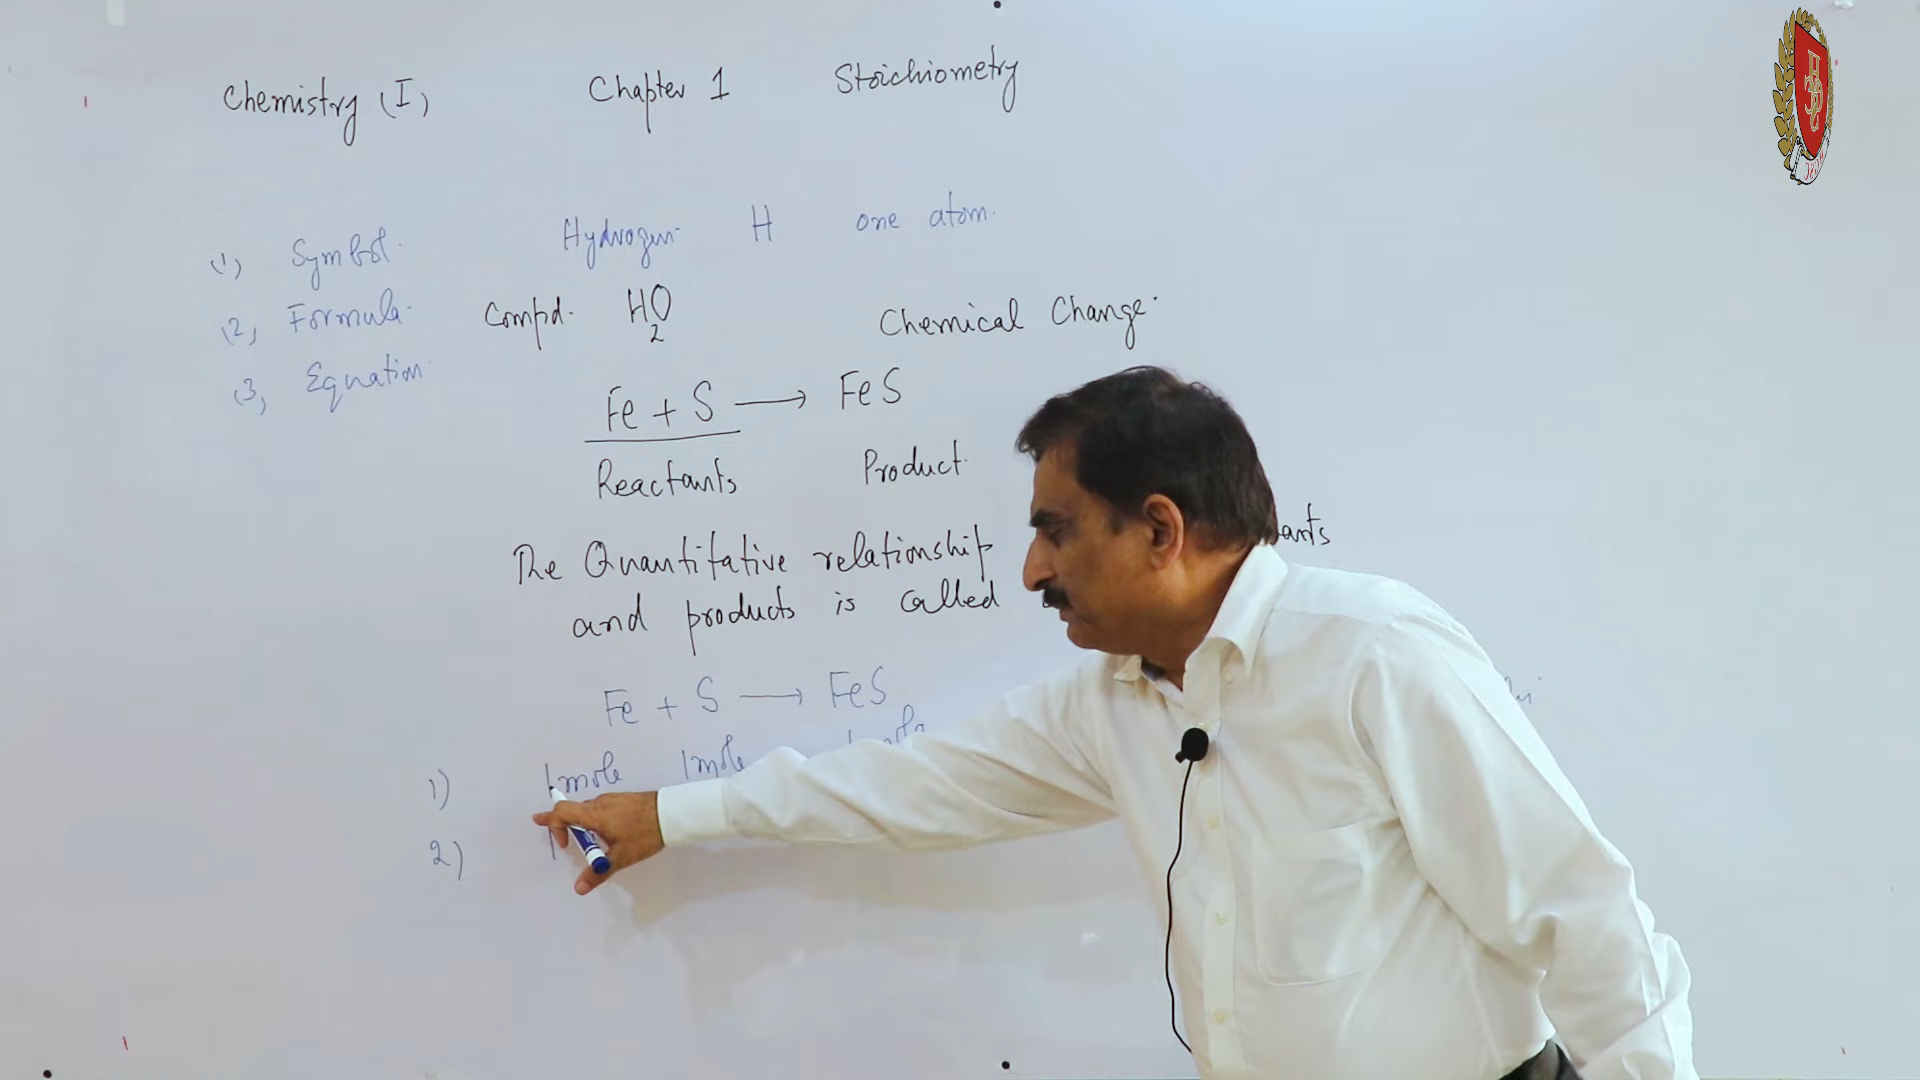 Chemistry (I) Chapter 1 Stoichiometry
(1) Symbol. Hydrogen H one atom.
(2) Formula. Compd. H2O Chemical Change.
(3) Equation.
Fe + S → FeS
Reactants Product.
The Quantitative relationship
and products is called
Fe + S → FeS
1) 1mole 1mole
2)